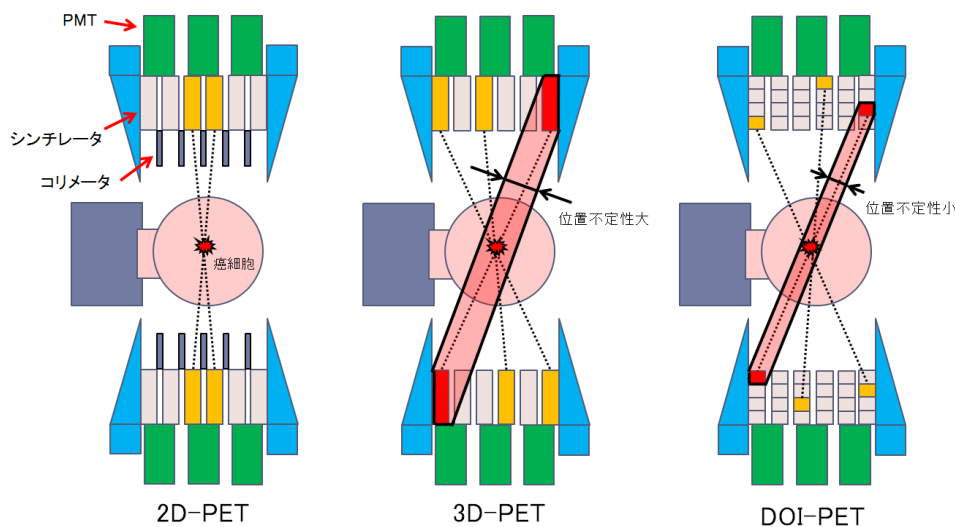 PMT
シンチレータ
コリメータ
癌細胞
位置不定性大
位置不定性小
2D-PET
3D-PET
DOI-PET